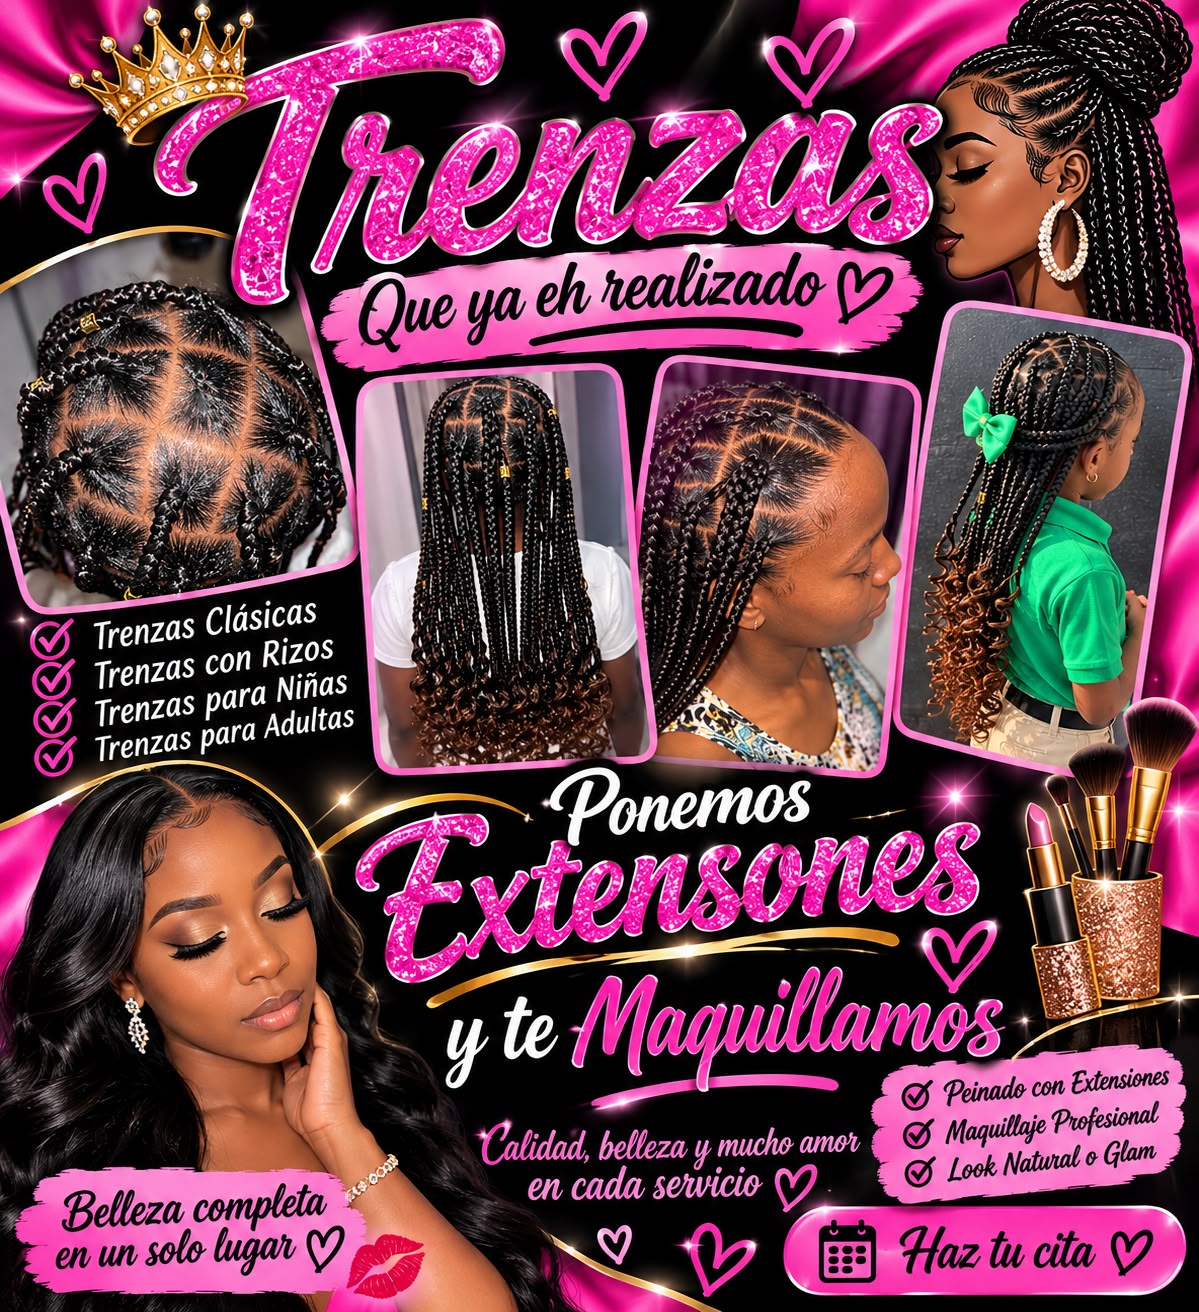 Trenzas
Que ya eh realizado
Trenzas Clásicas
Trenzas con Rizos
Trenzas para Niñas
Trenzas para Adultas
Ponemos
Extensones
y te Maquillamos
Peinado con Extensiones
Maquillaje Profesional
Look Natural o Glam
Calidad, belleza y mucho amor
en cada servicio
Belleza completa
en un solo lugar
Haz tu cita